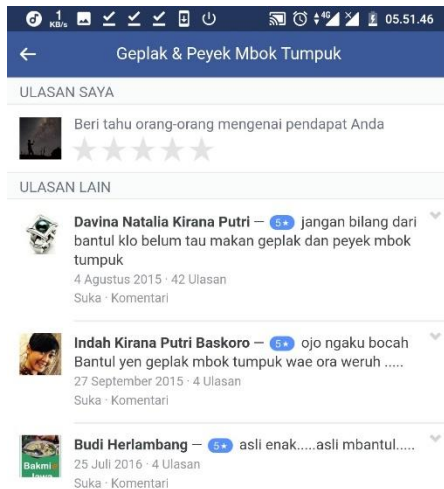 1 KB/s 4G 05.51.46
Geplak & Peyek Mbok Tumpuk
ULASAN SAYA
Beri tahu orang-orang mengenai pendapat Anda
ULASAN LAIN
Davina Natalia Kirana Putri — 5★ jangan bilang dari
bantul klo belum tau makan geplak dan peyek mbok
tumpuk
4 Agustus 2015 · 42 Ulasan
Suka · Komentari
Indah Kirana Putri Baskoro — 5★ ojo ngaku bocah
Bantul yen geplak mbok tumpuk wae ora weruh .....
27 September 2015 · 4 Ulasan
Suka · Komentari
Budi Herlambang — 5★ asli enak.....asli mbantul.....
Bakmi
Jawa
25 Juli 2016 · 4 Ulasan
Suka · Komentari